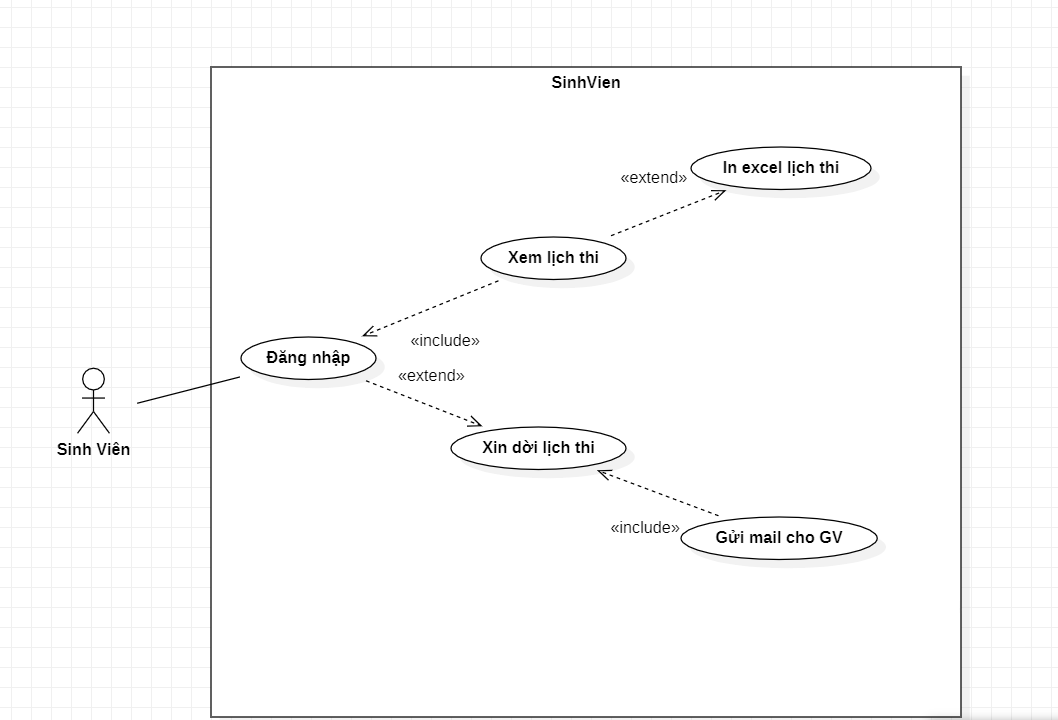 SinhVien
In excel lịch thi
«extend»
Xem lịch thi
«include»
Đăng nhập
«extend»
Sinh Viên
Xin dời lịch thi
«include»
Gửi mail cho GV